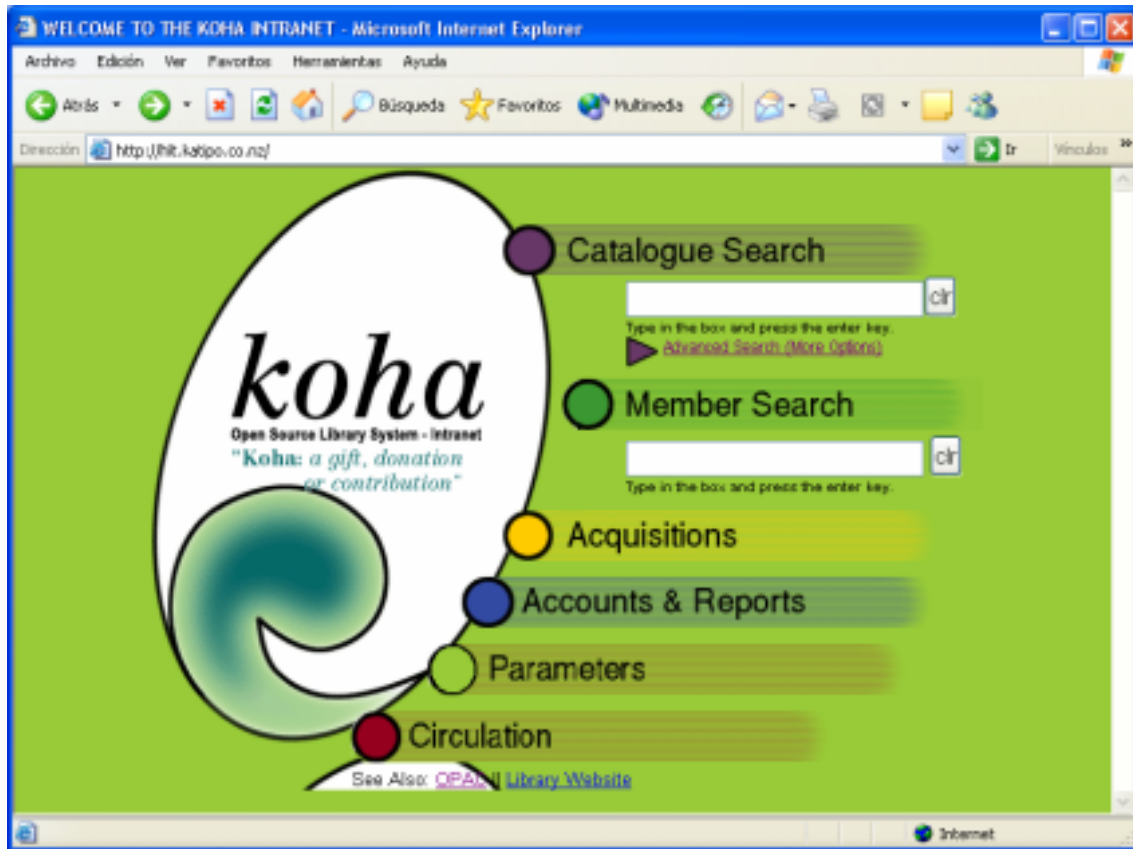 WELCOME TO THE KOHA INTRANET - Microsoft Internet Explorer
Archivo Edición Ver Favoritos Herramientas Ayuda
Atrás Búsqueda Favoritos Multimedia
Dirección http://hlt.katipo.co.nz/ Ir Vínculos »
Catalogue Search
clr
Type in the box and press the enter key.
Advanced Search (More Options)
koha
Open Source Library System - Intranet
"Koha: a gift, donation
or contribution"
Member Search
clr
Type in the box and press the enter key.
Acquisitions
Accounts & Reports
Parameters
Circulation
See Also: OPAC || Library Website
Internet